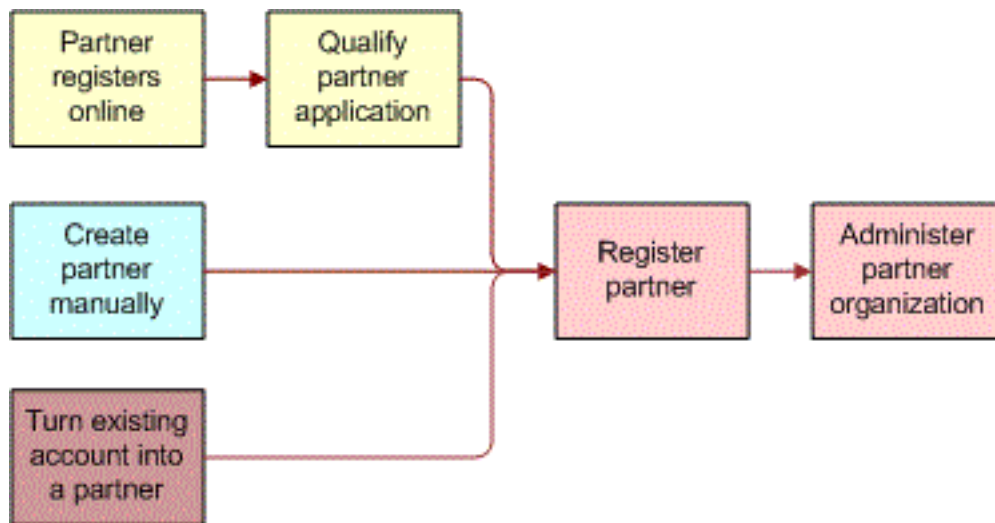 Partner
registers
online
Qualify
partner
application
Create
partner
manually
Register
partner
Administer
partner
organization
Turn existing
account into
a partner